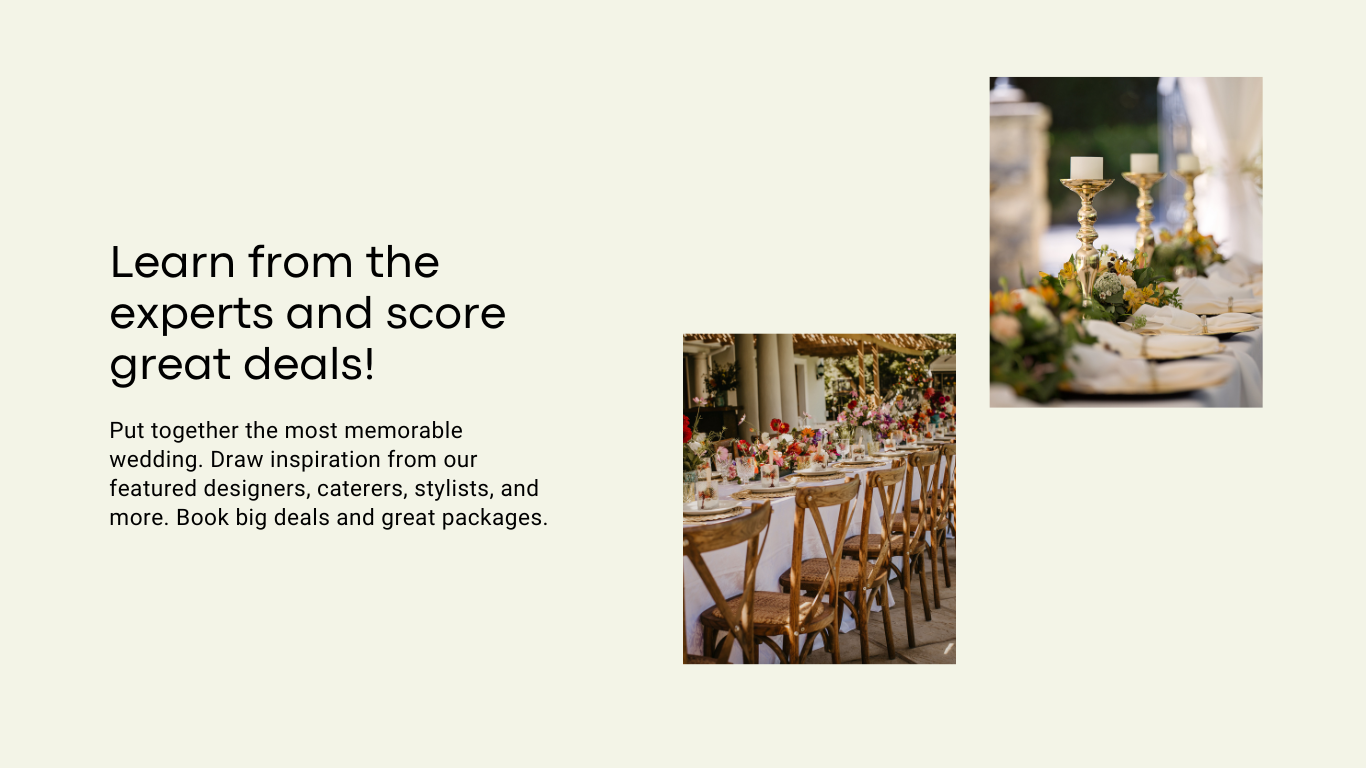 Learn from the
experts and score
great deals!
Put together the most memorable
wedding. Draw inspiration from our
featured designers, caterers, stylists, and
more. Book big deals and great packages.